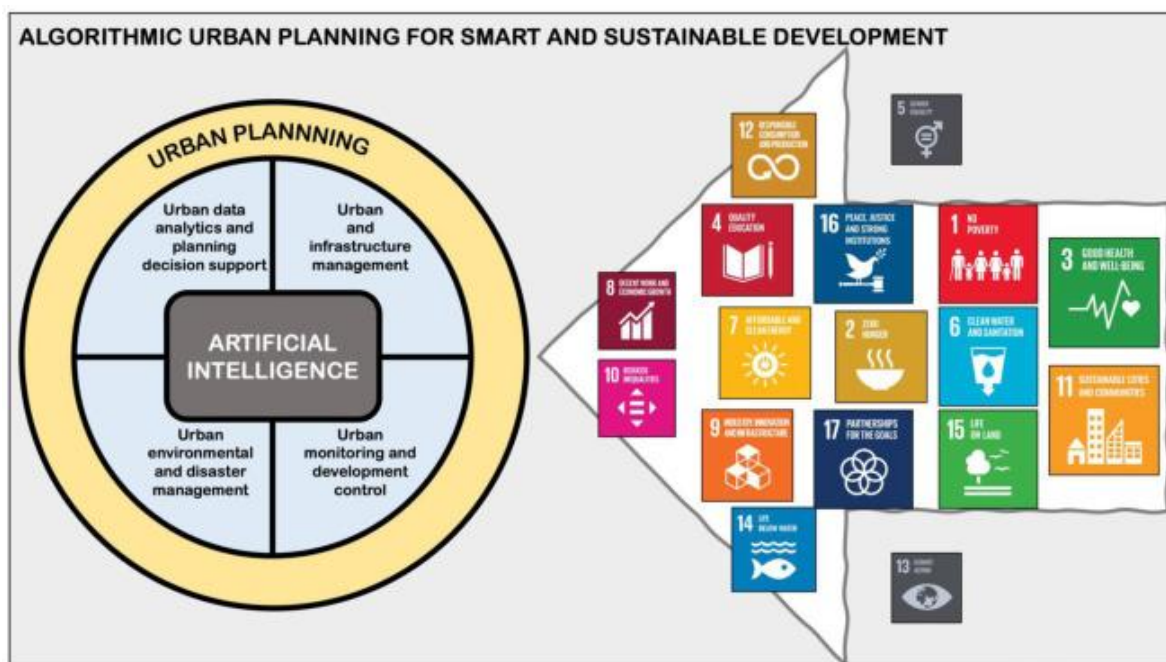 ALGORITHMIC URBAN PLANNING FOR SMART AND SUSTAINABLE DEVELOPMENT
URBAN PLANNNING
Urban data
analytics and
planning
decision support
Urban
and
infrastructure
management
ARTIFICIAL
INTELLIGENCE
Urban
environmental
and disaster
management
Urban
monitoring and
development
control
5 GENDER
EQUALITY
12 RESPONSIBLE
CONSUMPTION
AND PRODUCTION
4 QUALITY
EDUCATION
16 PEACE, JUSTICE
AND STRONG
INSTITUTIONS
1 NO
POVERTY
3 GOOD HEALTH
AND WELL-BEING
8 DECENT WORK AND
ECONOMIC GROWTH
7 AFFORDABLE AND
CLEAN ENERGY
2 ZERO
HUNGER
6 CLEAN WATER
AND SANITATION
10 REDUCED
INEQUALITIES
11 SUSTAINABLE CITIES
AND COMMUNITIES
9 INDUSTRY, INNOVATION
AND INFRASTRUCTURE
17 PARTNERSHIPS
FOR THE GOALS
15 LIFE
ON LAND
14 LIFE
BELOW WATER
13 CLIMATE
ACTION